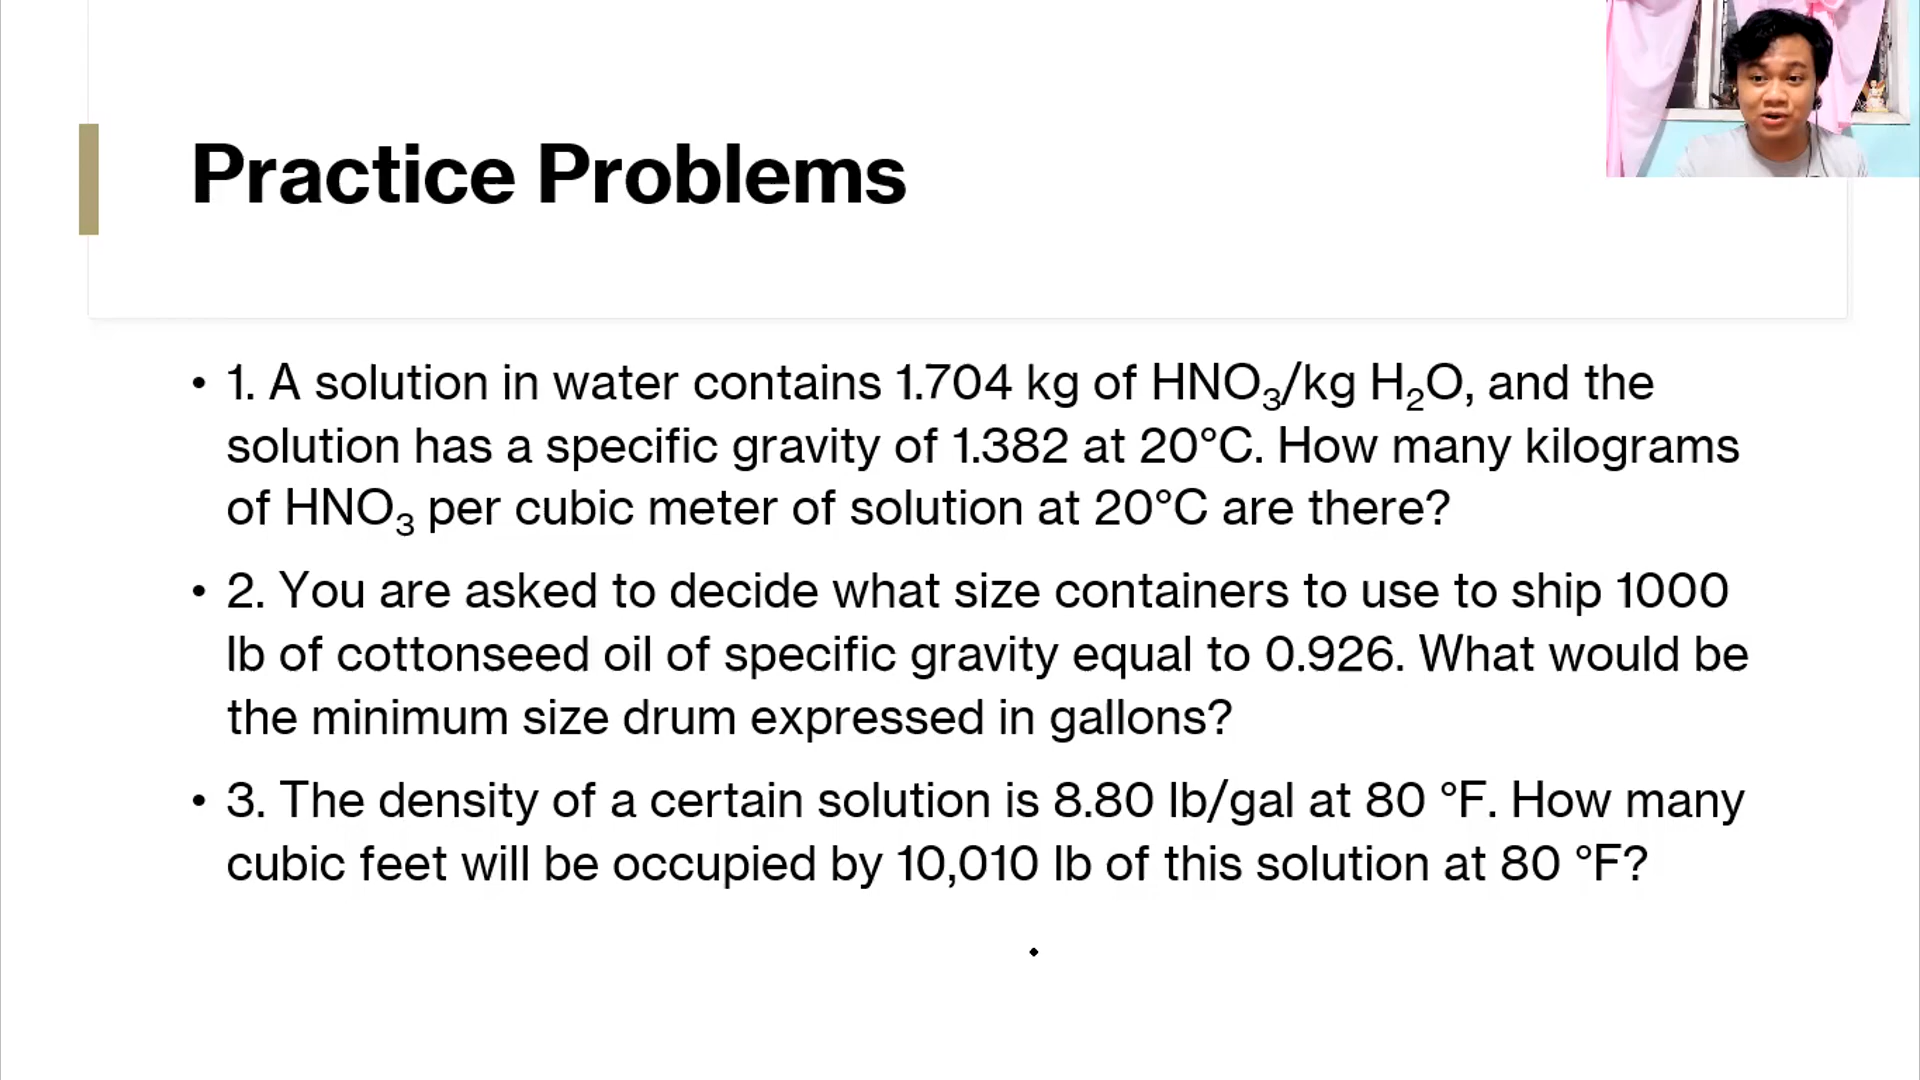 Practice Problems
• 1. A solution in water contains 1.704 kg of HNO₃/kg H₂O, and the
solution has a specific gravity of 1.382 at 20°C. How many kilograms
of HNO₃ per cubic meter of solution at 20°C are there?
• 2. You are asked to decide what size containers to use to ship 1000
lb of cottonseed oil of specific gravity equal to 0.926. What would be
the minimum size drum expressed in gallons?
• 3. The density of a certain solution is 8.80 lb/gal at 80 °F. How many
cubic feet will be occupied by 10,010 lb of this solution at 80 °F?